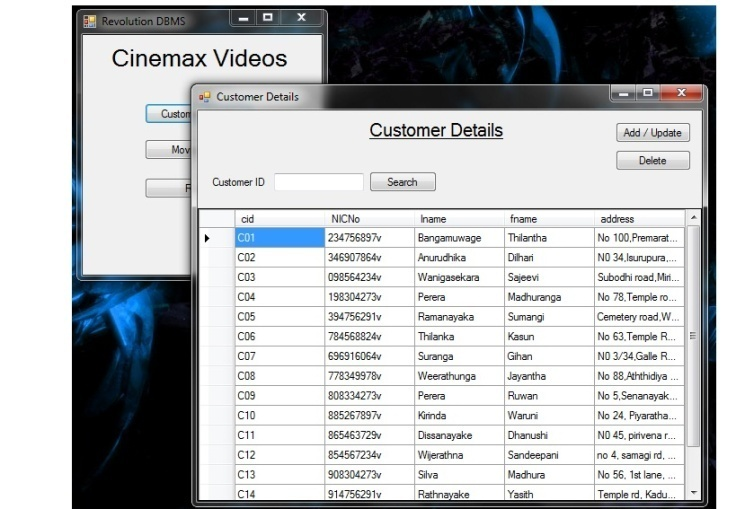 Revolution DBMS
Cinemax Videos
Custom
Mov
R
Customer Details
Customer Details
Add / Update
Delete
Customer ID Search
cid NICNo lname fname address
C01 234756897v Bangamuwage Thilantha No 100,Premarat...
C02 346907864v Anurudhika Dilhari N0 34,Isurupura,...
C03 098564234v Wanigasekara Sajeevi Subodhi road,Miri...
C04 198304273v Perera Madhuranga No 78,Temple ro...
C05 394756291v Ramanayaka Sumangi Cemetery road,W...
C06 784568824v Thilanka Kasun No 63,Temple R...
C07 696916064v Suranga Gihan N0 3/34,Galle R...
C08 778349978v Weerathunga Jayantha No 88,Aththidiya ...
C09 808334273v Perera Ruwan No 5,Senanayak...
C10 885267897v Kirinda Waruni No 24, Piyaratha...
C11 865463729v Dissanayake Dhanushi N0 45, pirivena r...
C12 854567234v Wijerathna Sandeepani no 4, samagi rd, ...
C13 908304273v Silva Madhura No 56, 1st lane, ...
C14 914756291v Rathnayake Yasith Temple rd, Kadu...